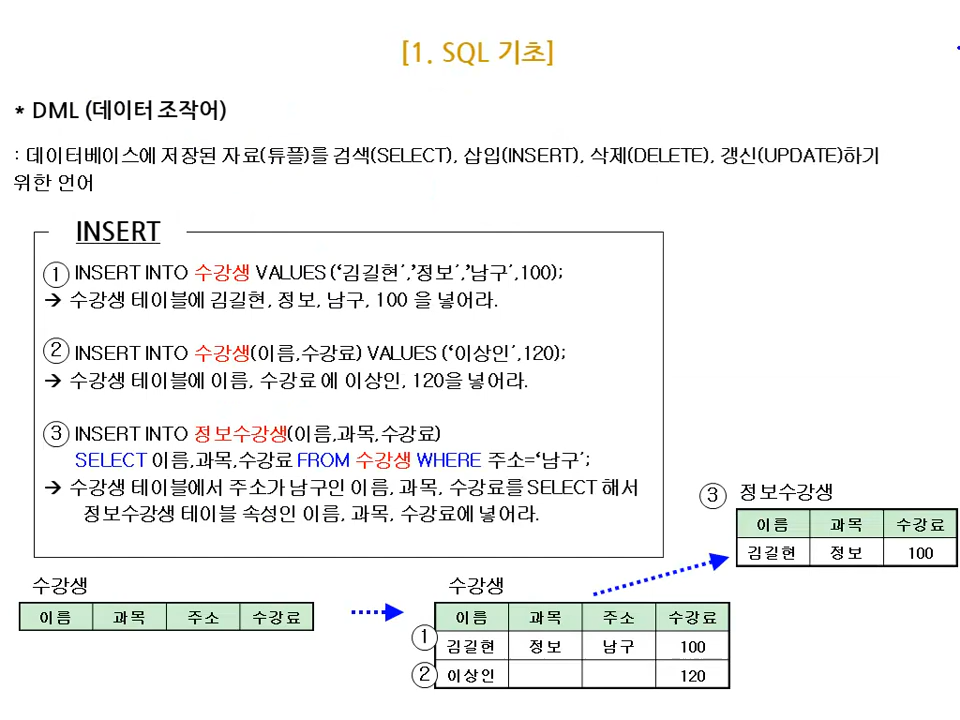 [1. SQL 기초]
* DML (데이터 조작어)
: 데이터베이스에 저장된 자료(튜플)를 검색(SELECT), 삽입(INSERT), 삭제(DELETE), 갱신(UPDATE)하기
위한 언어
INSERT
① INSERT INTO 수강생 VALUES (‘김길현′,’정보′,’남구′,100);
→ 수강생 테이블에 김길현, 정보, 남구, 100 을 넣어라.
② INSERT INTO 수강생(이름,수강료) VALUES (‘이상인′,120);
→ 수강생 테이블에 이름, 수강료 에 이상인, 120을 넣어라.
③ INSERT INTO 정보수강생(이름,과목,수강료)
SELECT 이름,과목,수강료 FROM 수강생 WHERE 주소=‘남구′;
→ 수강생 테이블에서 주소가 남구인 이름, 과목, 수강료를 SELECT 해서
정보수강생 테이블 속성인 이름, 과목, 수강료에 넣어라.
③ 정보수강생
이름 과목 수강료
김길현 정보 100
수강생
이름 과목 주소 수강료
수강생
이름 과목 주소 수강료
① 김길현 정보 남구 100
② 이상인 120